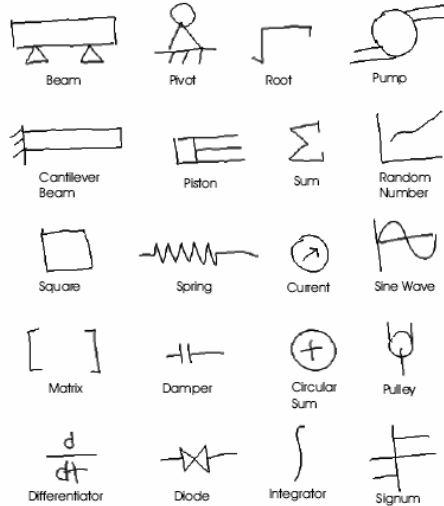 Beam
Pivot
Root
Pump
Cantilever
Beam
Piston
Sum
Random
Number
Square
Spring
Current
Sine Wave
Matrix
Damper
Circular
Sum
Pulley
d
dt
Differentiator
Diode
Integrator
Signum